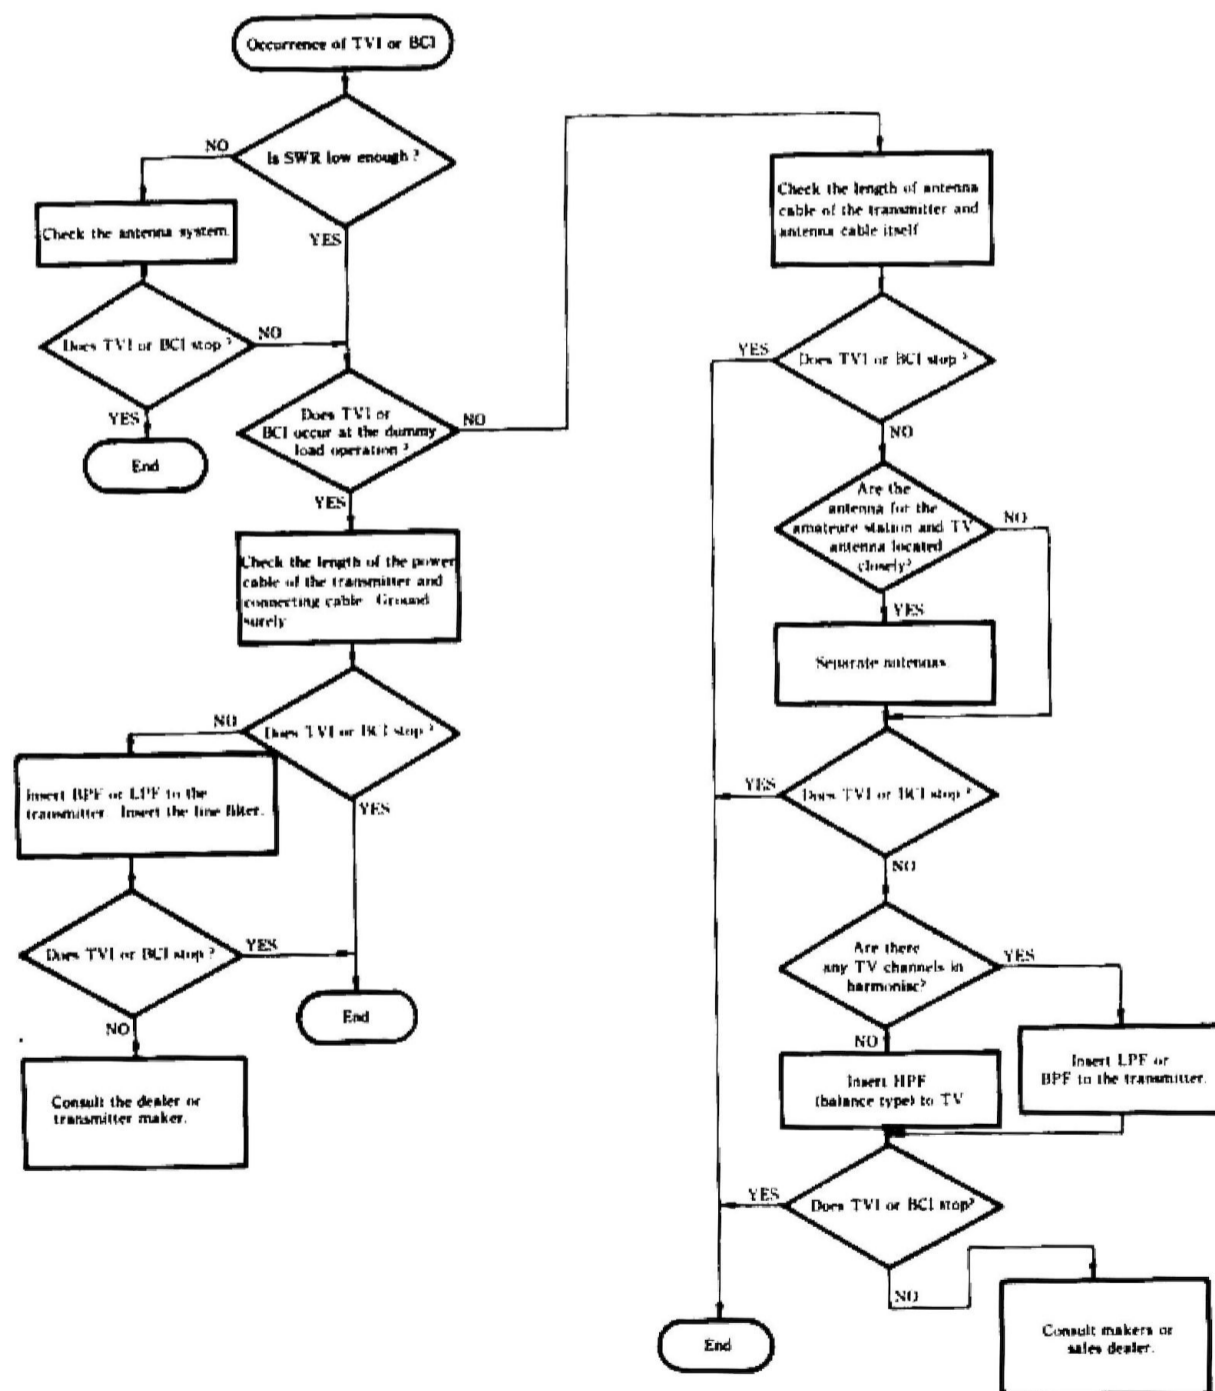 Occurrence of TVI or BCI
Is SWR low enough?
NO
YES
Check the antenna system.
Does TVI or BCI stop?
NO
YES
End
Does TVI or
BCI occur at the dummy
load operation?
NO
YES
Check the length of the power
cable of the transmitter and
connecting cable. Ground
surely
Does TVI or BCI stop?
NO
YES
Insert BPF or LPF to the
transmitter. Insert the line filter.
Does TVI or BCI stop?
YES
NO
End
Consult the dealer or
transmitter maker.
Check the length of antenna
cable of the transmitter and
antenna cable itself
Does TVI or BCI stop?
YES
NO
Are the
antenna for the
amateure station and TV
antenna located
closely?
NO
YES
Separate antennas
Does TVI or BCI stop?
YES
NO
Are there
any TV channels in
harmonisc?
YES
NO
Insert HPF
(balance type) to TV
Insert LPF or
BPF to the transmitter.
Does TVI or BCI stop?
YES
NO
End
Consult makers or
sales dealer.